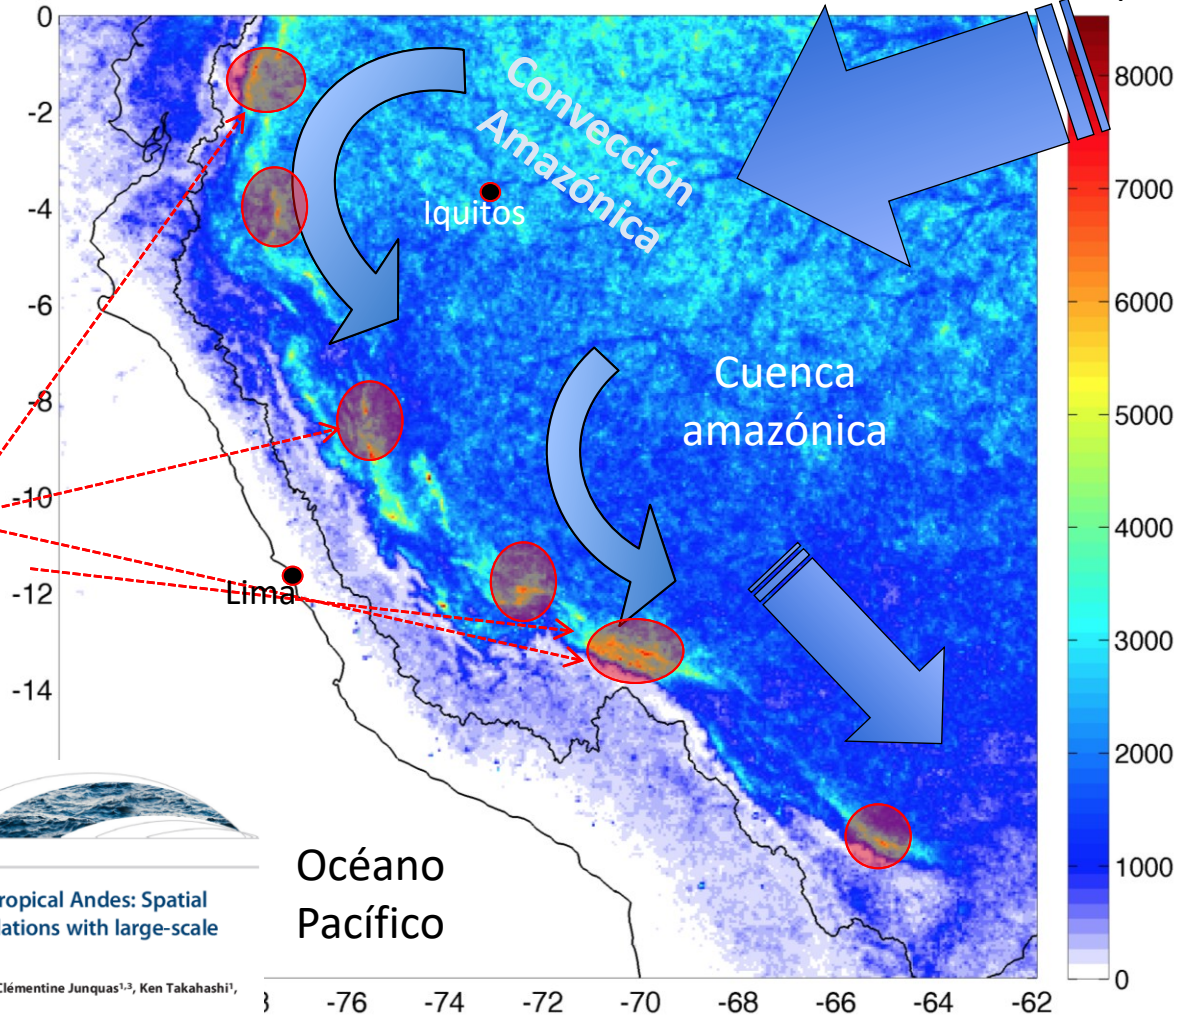 0
-2
-4
-6
-8
-10
-12
-14
Convección
Amazónica
Iquitos
Cuenca
amazónica
Lima
Océano
Pacífico
8000
7000
6000
5000
4000
3000
2000
1000
0
ropical Andes: Spatial
lations with large-scale
Clémentine Junquas1,3, Ken Takahashi1,
-76 -74 -72 -70 -68 -66 -64 -62